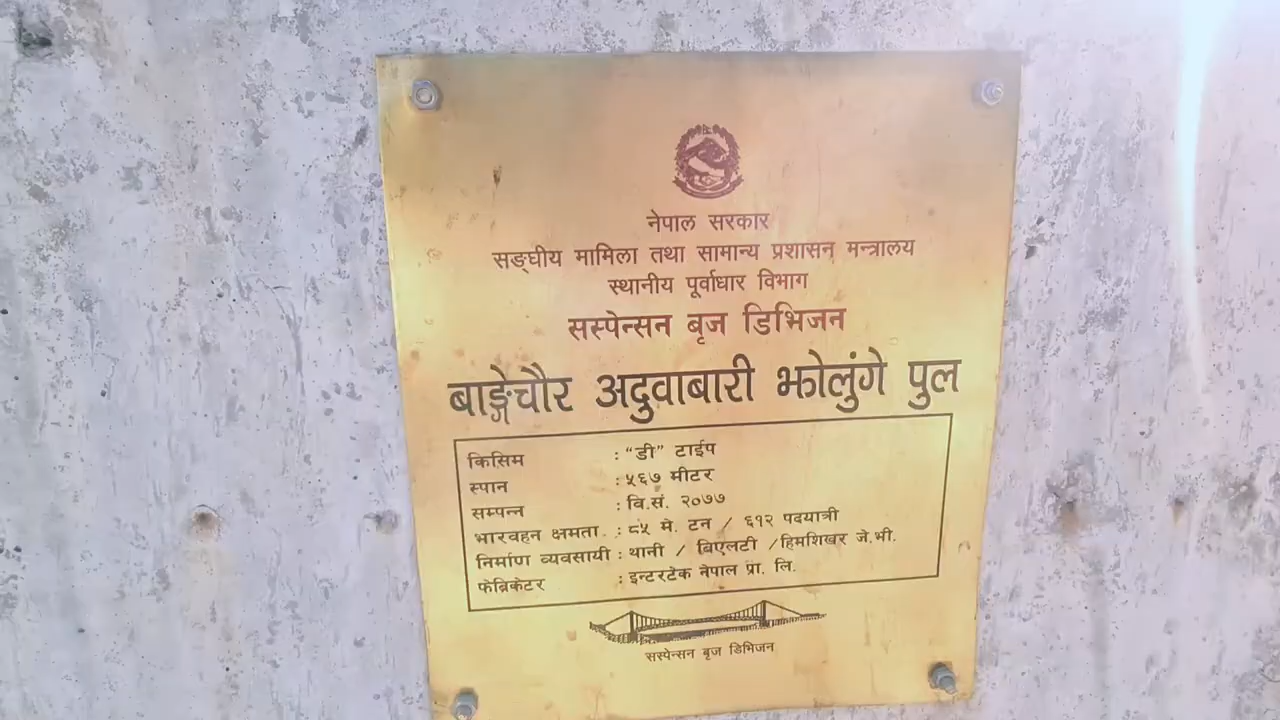 नेपाल सरकार
सङ्घीय मामिला तथा सामान्य प्रशासन मन्त्रालय
स्थानीय पूर्वाधार विभाग
सस्पेन्सन बृज डिभिजन
बाङ्गेचौर अदुवाबारी झोलुंगे पुल
किसिम : “डी” टाईप
स्पान : ५६७ मीटर
सम्पन्न : वि.सं. २०७७
भारवहन क्षमता : ८५ मे. टन / ६१२ पदयात्री
निर्माण व्यवसायी : थानी / बिएलटी /हिमशिखर जे.भी.
फेब्रिकेटर : इन्टरटेक नेपाल प्रा. लि.
सस्पेन्सन बृज डिभिजन